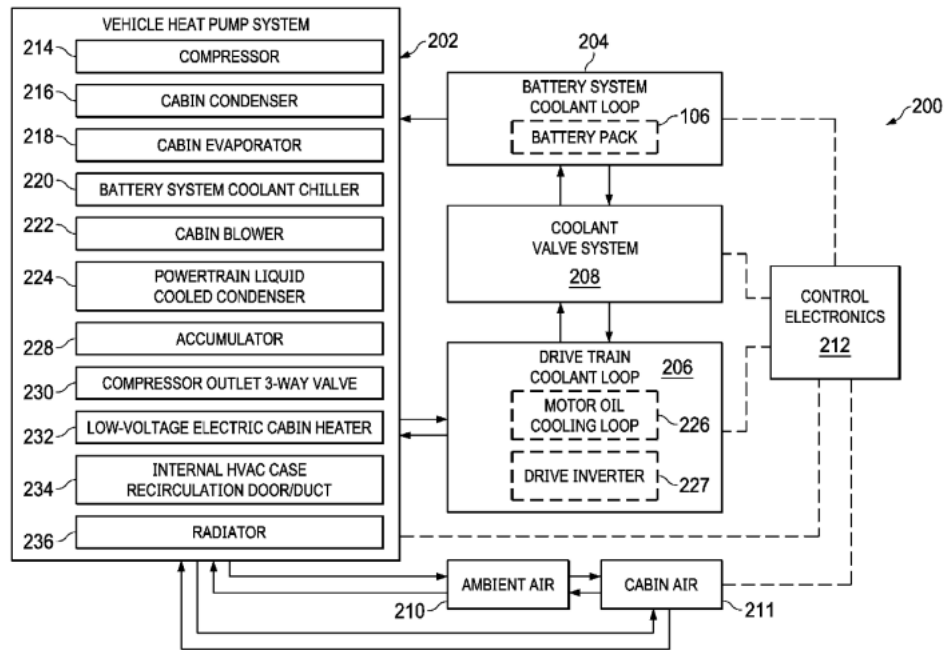 VEHICLE HEAT PUMP SYSTEM
202
214
COMPRESSOR
216
CABIN CONDENSER
218
CABIN EVAPORATOR
220
BATTERY SYSTEM COOLANT CHILLER
222
CABIN BLOWER
224
POWERTRAIN LIQUID
COOLED CONDENSER
228
ACCUMULATOR
230
COMPRESSOR OUTLET 3-WAY VALVE
232
LOW-VOLTAGE ELECTRIC CABIN HEATER
234
INTERNAL HVAC CASE
RECIRCULATION DOOR/DUCT
236
RADIATOR
204
BATTERY SYSTEM
COOLANT LOOP
106
BATTERY PACK
200
COOLANT
VALVE SYSTEM
208
CONTROL
ELECTRONICS
212
DRIVE TRAIN
COOLANT LOOP
206
MOTOR OIL
COOLING LOOP
226
DRIVE INVERTER
227
AMBIENT AIR
210
CABIN AIR
211